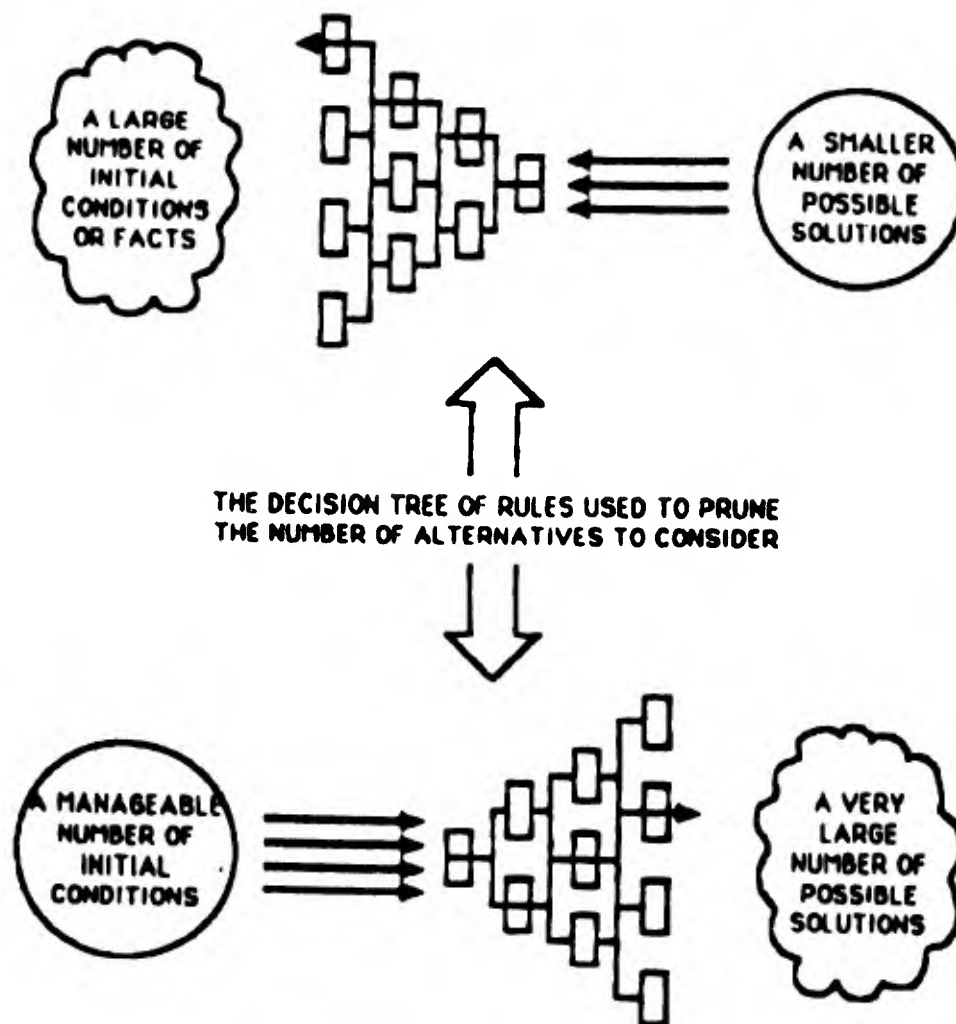 A LARGE
NUMBER OF
INITIAL
CONDITIONS
OR FACTS
A SMALLER
NUMBER OF
POSSIBLE
SOLUTIONS
THE DECISION TREE OF RULES USED TO PRUNE
THE NUMBER OF ALTERNATIVES TO CONSIDER
A MANAGEABLE
NUMBER OF
INITIAL
CONDITIONS
A VERY
LARGE
NUMBER OF
POSSIBLE
SOLUTIONS